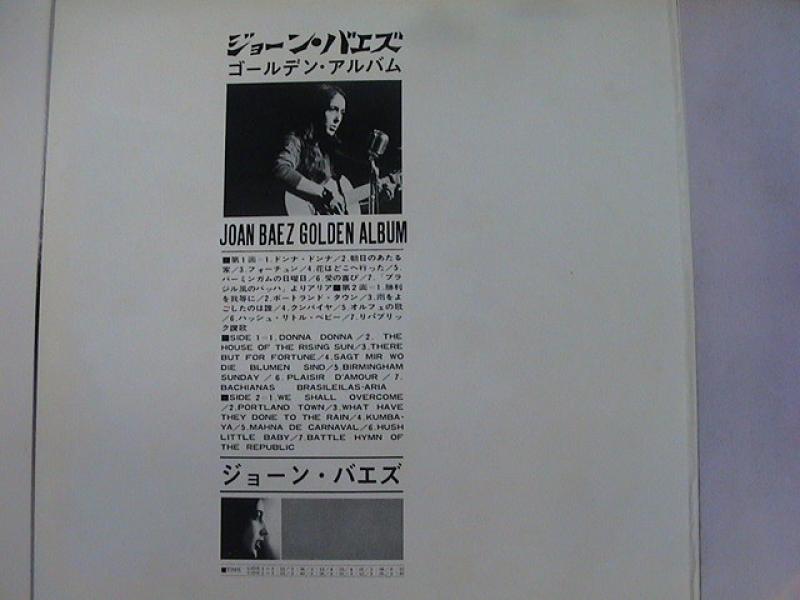 ジョーン・バエズ
ゴールデン・アルバム
JOAN BAEZ GOLDEN ALBUM
■第1面=1.ドンナ・ドンナ/2.朝日のあたる
家/3.フォーチュン/4.花はどこへ行った/5.
バーミンガムの日曜日/6.愛の喜び/7.「ブラ
ジル風のバッハ」よりアリア■第2面=1.勝利
を我等に/2.ポートランド・タウン/3.雨をよ
ごしたのは誰/4.クンバイヤ/5.オルフェの歌
/6.ハッシュ・リトル・ベビー/7.リパブリッ
ク讃歌
■SIDE 1=1.DONNA DONNA/2. THE
HOUSE OF THE RISING SUN/3.THERE
BUT FOR FORTUNE/4.SAGT MIR WO
DIE BLUMEN SIND/5.BIRMINGHAM
SUNDAY/6.PLAISIR D'AMOUR/7.
BACHIANAS BRASILEILAS-ARIA
■SIDE 2=1.WE SHALL OVERCOME
/2.PORTLAND TOWN/3.WHAT HAVE
THEY DONE TO THE RAIN/4.KUMBA-
YA/5.MAHNA DE CARNAVAL/6.HUSH
LITTLE BABY/7.BATTLE HYMN OF
THE REPUBLIC
ジョーン・バエズ
■TIME